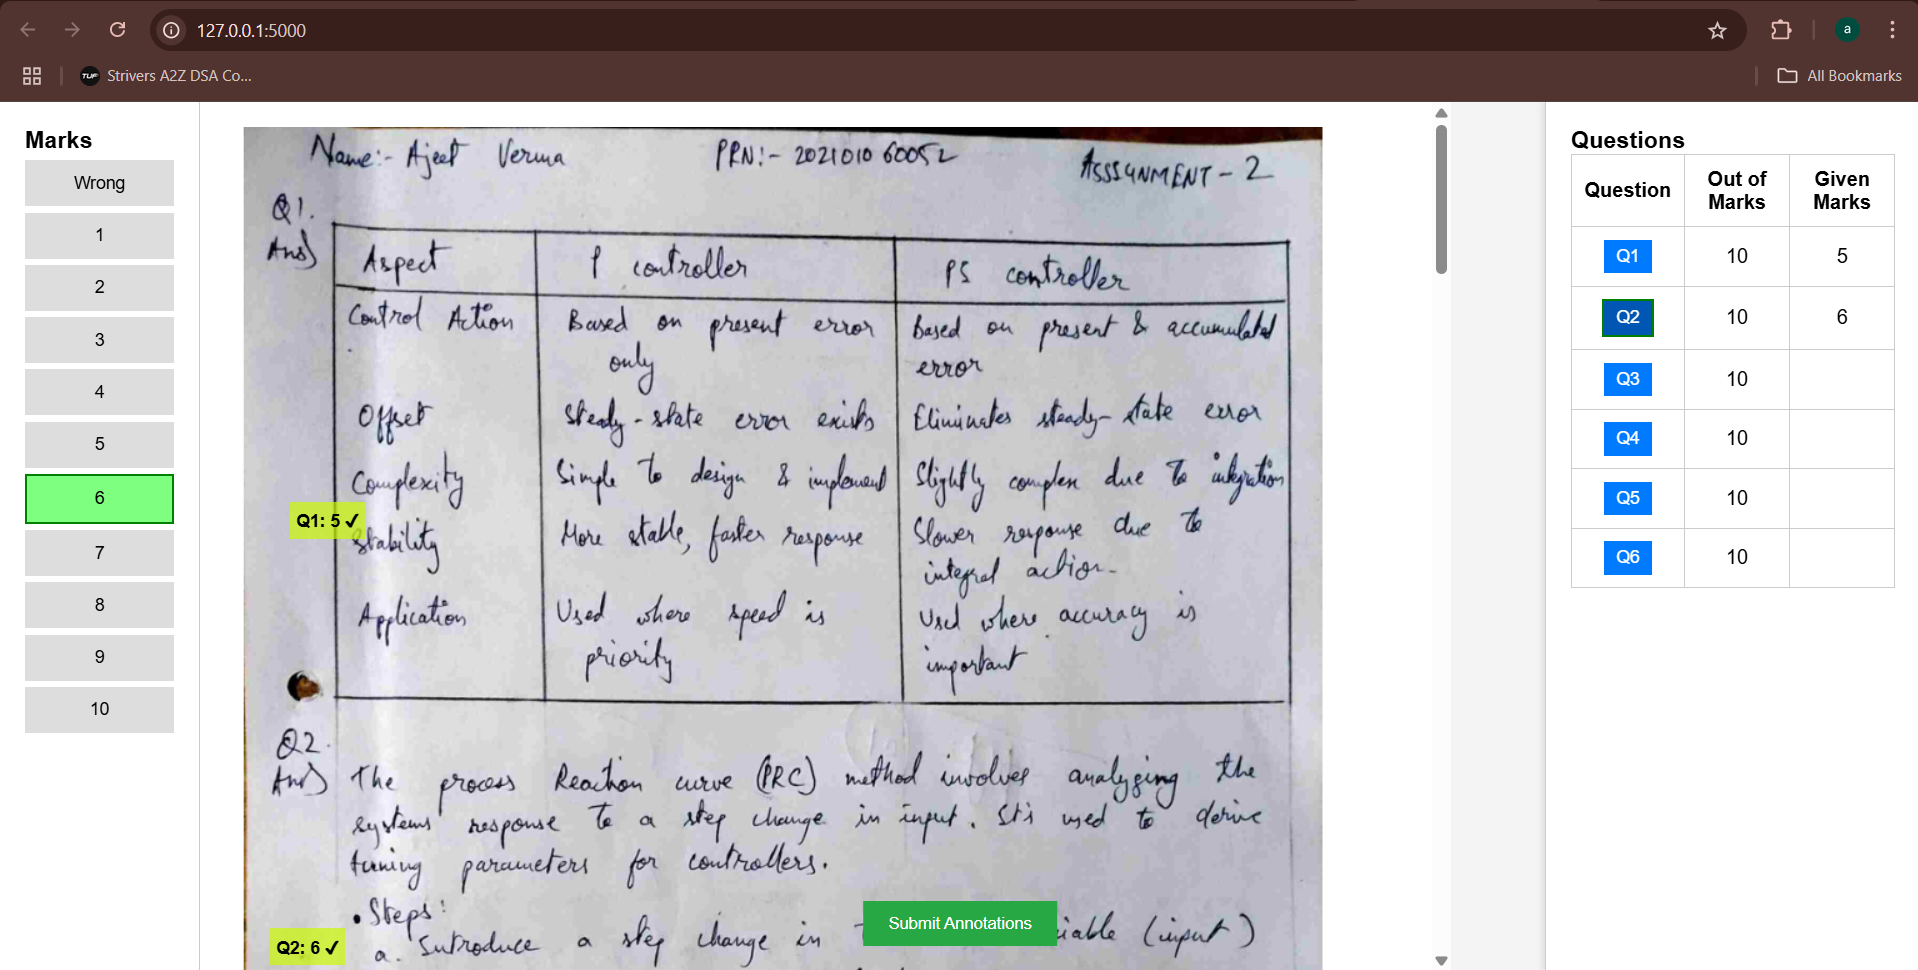 127.0.0.1:5000
a
TUF Strivers A2Z DSA Co...
All Bookmarks
Marks
Wrong
1
2
3
4
5
6
7
8
9
10
Name:- Ajeet Verma PRN:- 202101060052 ASSSGNMENT - 2
Q1.
Ans) Aspect P controller PS controller
Control Action Based on present error only Based on present & accumulated error
Offset Steady-state error exists Eliminates steady-state error
Complexity Simple to design & implement Slightly complex due to integration
Q1: 5 ✓
Stability More stable, faster response Slower response due to integral action-
Application Used where speed is priority Used where accuracy is important
Q2.
Ans) The process Reaction curve (PRC) method involves analyzing the
systems' response to a step change in input. St's used to derive
tuning parameters for controllers.
• Steps:
Q2: 6 ✓
a. Sutroduce a step change in iable (input)
Submit Annotations
Questions
Question Out of Marks Given Marks
Q1 10 5
Q2 10 6
Q3 10
Q4 10
Q5 10
Q6 10